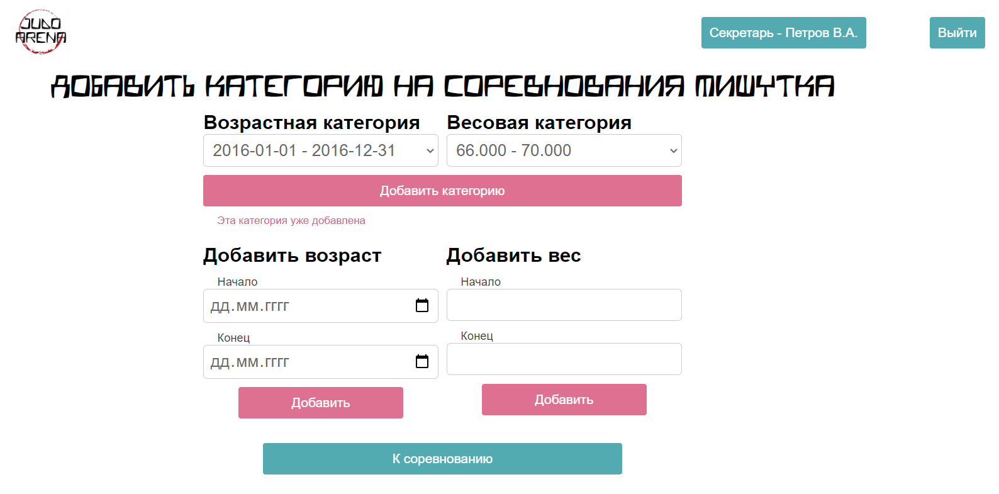 JUDO
ARENA
Секретарь - Петров В.А.
Выйти
ДОБАВИТЬ КАТЕГОРИЮ НА СОРЕВНОВАНИЯ МИШУТКА
Возрастная категория
Весовая категория
2016-01-01 - 2016-12-31
66.000 - 70.000
Добавить категорию
Эта категория уже добавлена
Добавить возраст
Добавить вес
Начало
Начало
дд.мм.гггг
Конец
Конец
дд.мм.гггг
Добавить
Добавить
К соревнованию